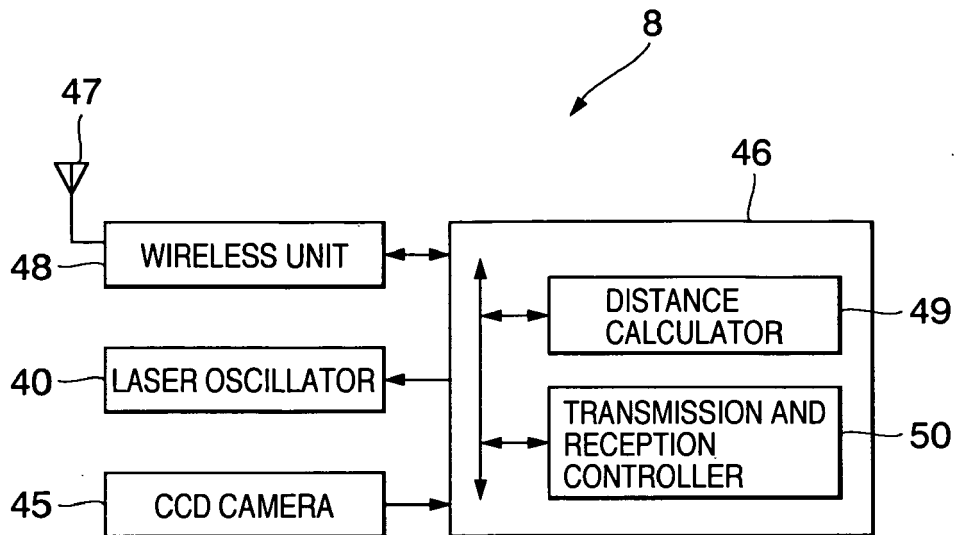 8
47
46
48
WIRELESS UNIT
DISTANCE
CALCULATOR
49
40
LASER OSCILLATOR
TRANSMISSION AND
RECEPTION
CONTROLLER
50
45
CCD CAMERA